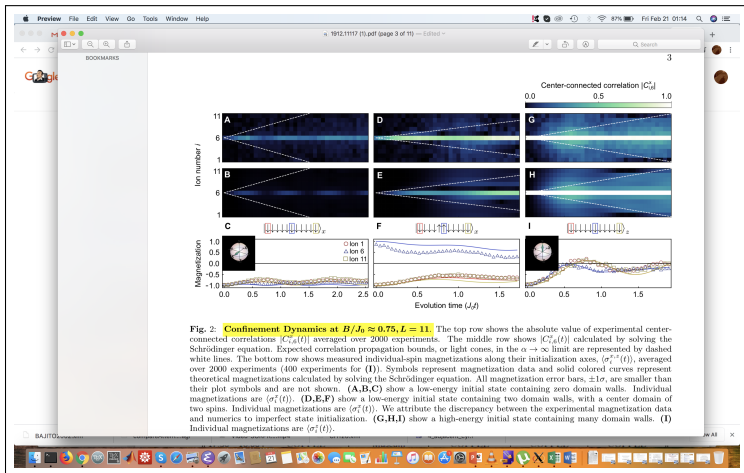 Preview File Edit View Go Tools Window Help
87% Fri Feb 21 01:14
1912.11117 (1).pdf (page 3 of 11) — Edited
Search
BOOKMARKS
3
Center-connected correlation |C^x_{i,6}|
0.0 0.5 1.0
Ion number i
11 A D G
6
1
11 B E H
6
1
C F I
Magnetization
1.0
0.5
0.0
-0.5
-1.0
Ion 1
Ion 6
Ion 11
0.0 0.5 1.0 1.5 2.0 2.5 0.0 0.5 1.0 1.5 0.0 0.5 1.0 1.5
Evolution time (J₀t)
Fig. 2: Confinement Dynamics at B/J₀ ≈ 0.75, L = 11. The top row shows the absolute value of experimental center-
connected correlations |C^x_{i,6}(t)| averaged over 2000 experiments. The middle row shows |C^x_{i,6}(t)| calculated by solving the
Schrödinger equation. Expected correlation propagation bounds, or light cones, in the α → ∞ limit are represented by dashed
white lines. The bottom row shows measured individual-spin magnetizations along their initialization axes, ⟨σ_i^{x,z}(t)⟩, averaged
over 2000 experiments (400 experiments for (I)). Symbols represent magnetization data and solid colored curves represent
theoretical magnetizations calculated by solving the Schrödinger equation. All magnetization error bars, ±1σ, are smaller than
their plot symbols and are not shown. (A,B,C) show a low-energy initial state containing zero domain walls. Individual
magnetizations are ⟨σ_i^x(t)⟩. (D,E,F) show a low-energy initial state containing two domain walls, with a center domain of
two spins. Individual magnetizations are ⟨σ_i^x(t)⟩. We attribute the discrepancy between the experimental magnetization data
and numerics to imperfect state initialization. (G,H,I) show a high-energy initial state containing many domain walls. (I)
Individual magnetizations are ⟨σ_i^z(t)⟩.